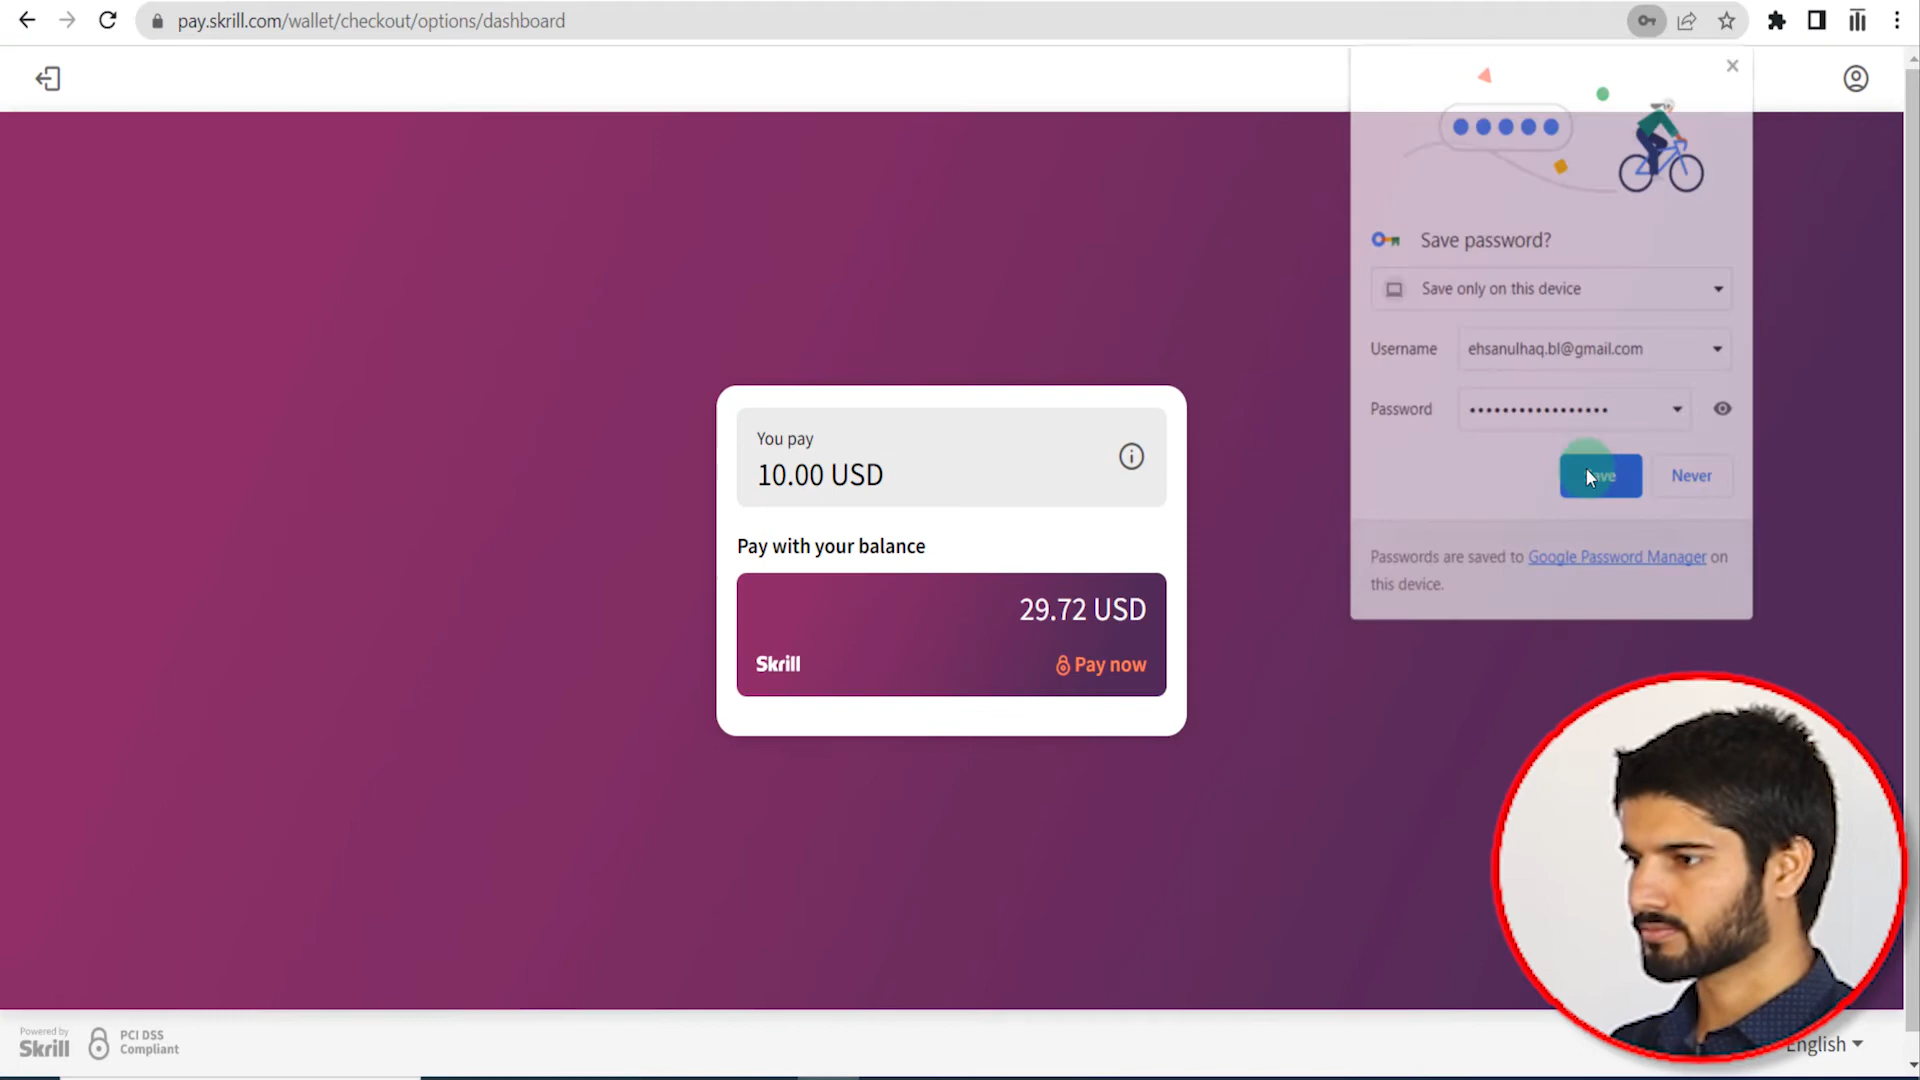 pay.skrill.com/wallet/checkout/options/dashboard
Save password?
Save only on this device
Username
ehsanulhaq.bl@gmail.com
Password
Never
Passwords are saved to Google Password Manager on
this device.
You pay
10.00 USD
Pay with your balance
29.72 USD
Skrill
Pay now
Powered by
Skrill
PCI DSS
Compliant
English